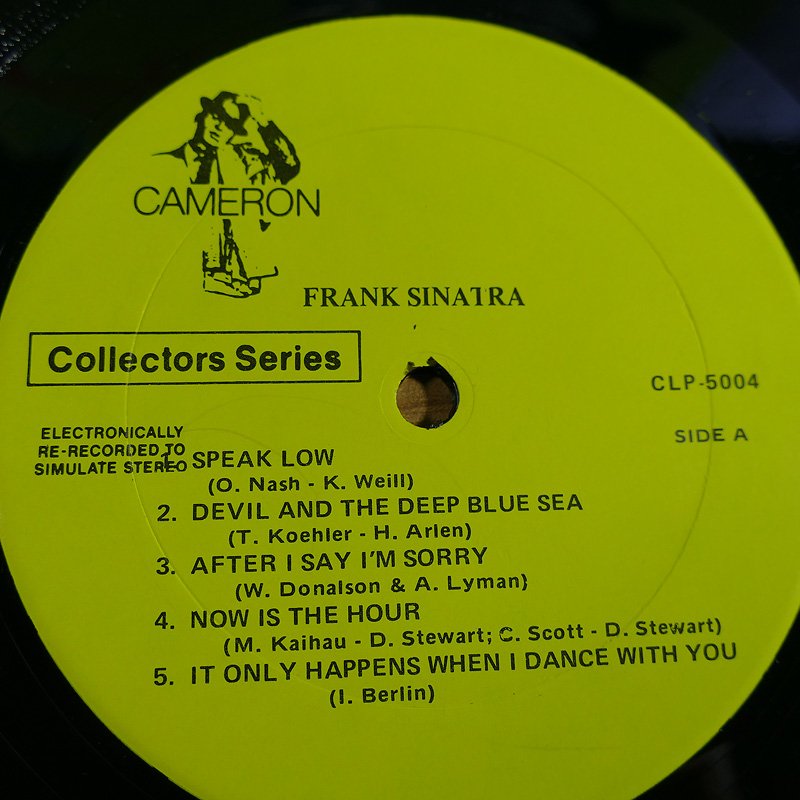 CAMERON
FRANK SINATRA
Collectors Series
CLP-5004
SIDE A
ELECTRONICALLY
RE-RECORDED TO
SIMULATE STEREO
1. SPEAK LOW
(O. Nash - K. Weill)
2. DEVIL AND THE DEEP BLUE SEA
(T. Koehler - H. Arlen)
3. AFTER I SAY I'M SORRY
(W. Donalson & A. Lyman)
4. NOW IS THE HOUR
(M. Kaihau - D. Stewart; C. Scott - D. Stewart)
5. IT ONLY HAPPENS WHEN I DANCE WITH YOU
(I. Berlin)